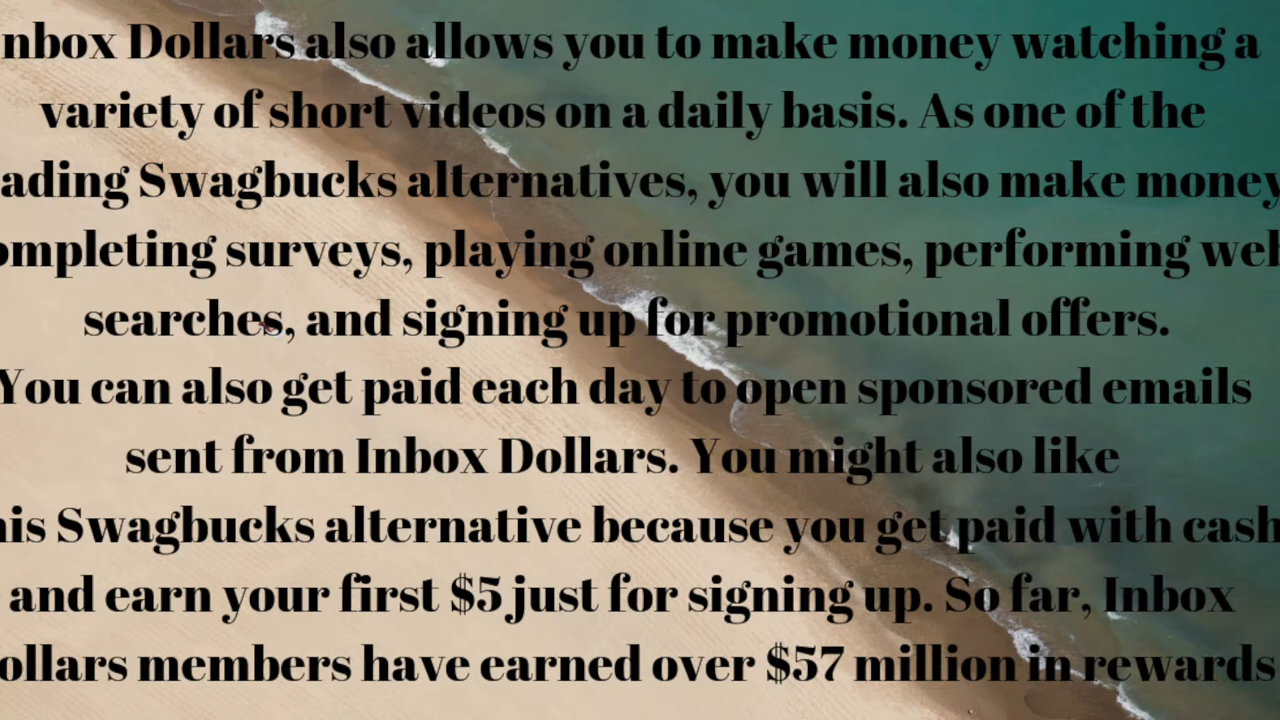 nbox Dollars also allows you to make money watching a
variety of short videos on a daily basis. As one of the
ading Swagbucks alternatives, you will also make money
ompleting surveys, playing online games, performing web
searches, and signing up for promotional offers.
You can also get paid each day to open sponsored emails
sent from Inbox Dollars. You might also like
his Swagbucks alternative because you get paid with cash
and earn your first $5 just for signing up. So far, Inbox
ollars members have earned over $57 million in rewards